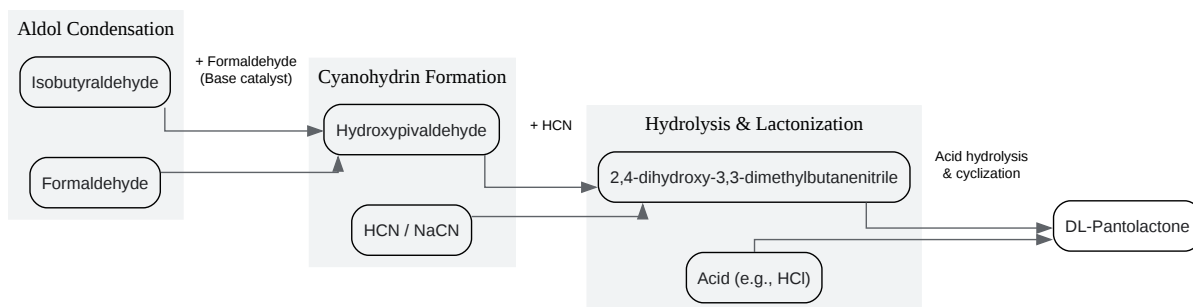 Aldol Condensation
Isobutyraldehyde
Formaldehyde
+ Formaldehyde
(Base catalyst)
Cyanohydrin Formation
Hydroxypivaldehyde
HCN / NaCN
+ HCN
Hydrolysis & Lactonization
2,4-dihydroxy-3,3-dimethylbutanenitrile
Acid (e.g., HCl)
Acid hydrolysis
& cyclization
DL-Pantolactone